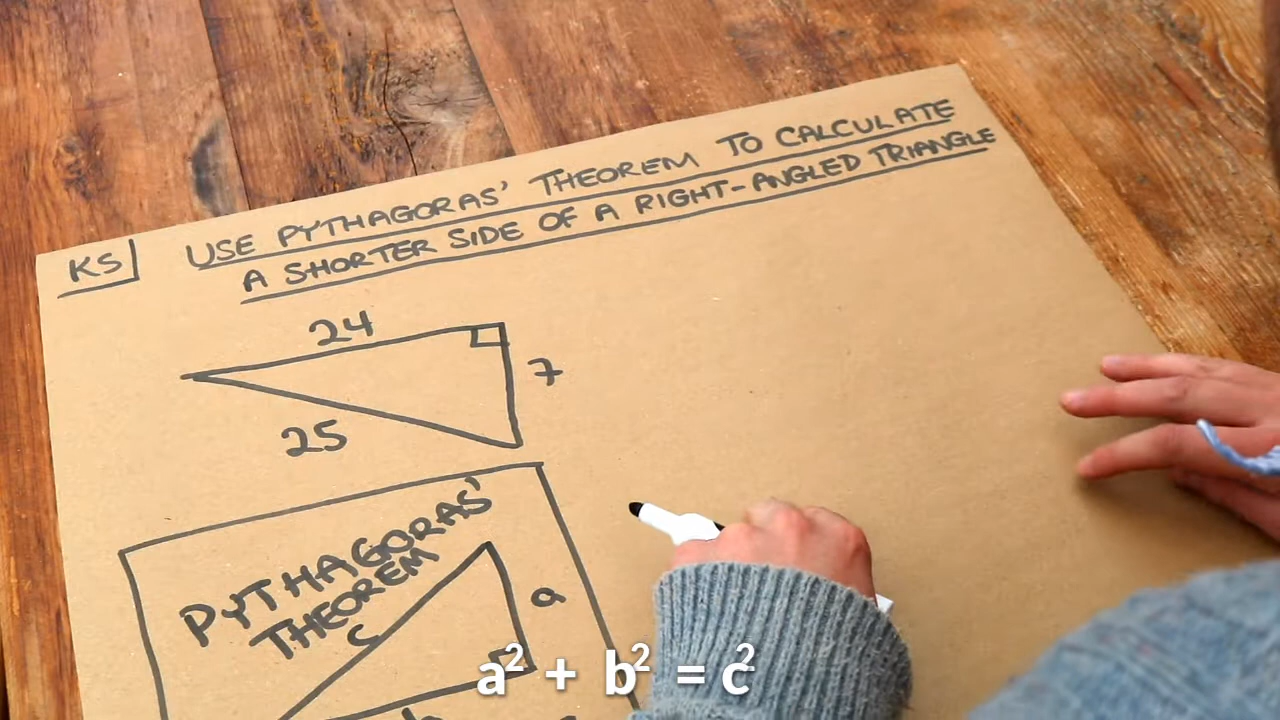 K5
USE PYTHAGORAS' THEOREM TO CALCULATE
A SHORTER SIDE OF A RIGHT-ANGLED TRIANGLE
24
7
25
PYTHAGORAS'
THEOREM
c
a
a² + b² = c²